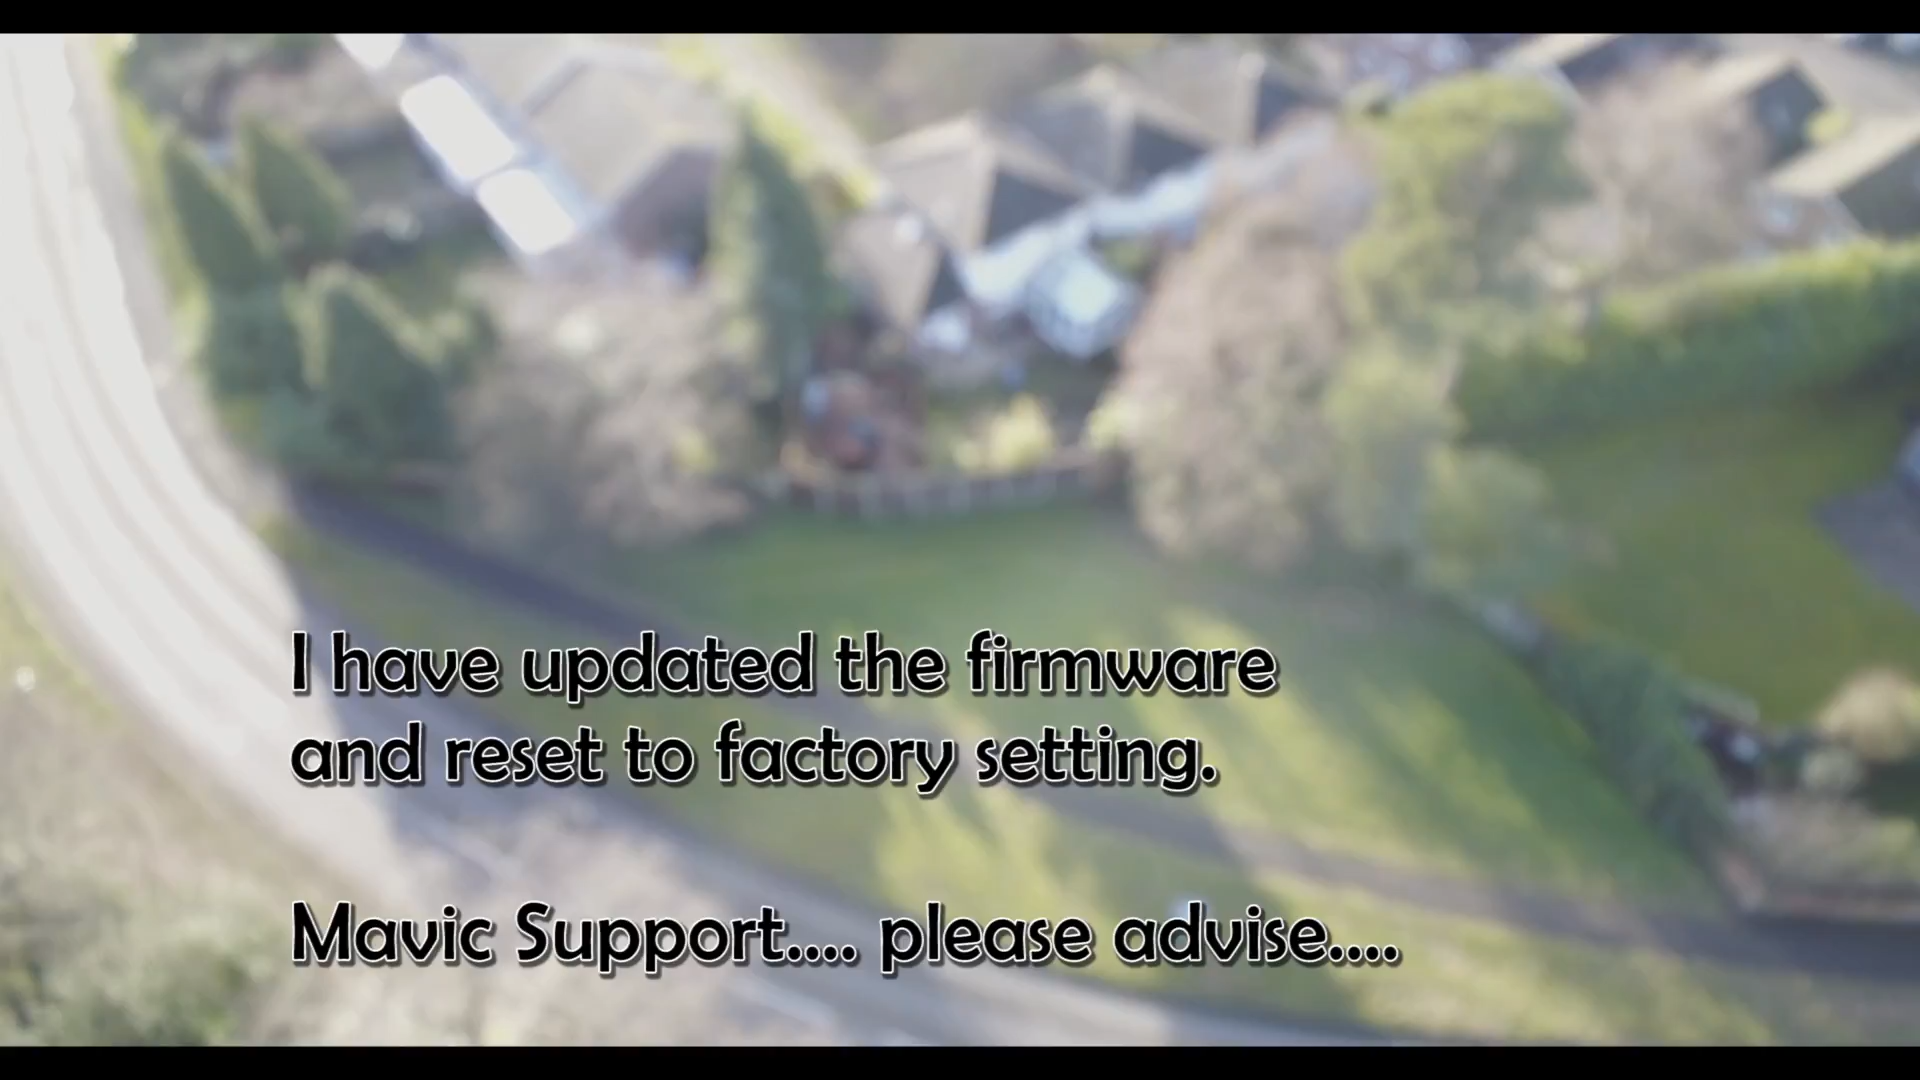 I have updated the firmware
and reset to factory setting.
Mavic Support.... please advise....